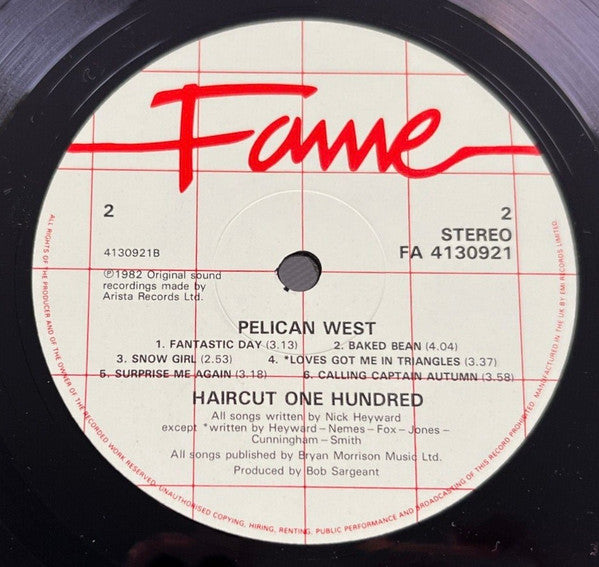 Fame
2
2
STEREO
4130921B
FA 4130921
℗1982 Original sound
recordings made by
Arista Records Ltd.
PELICAN WEST
1. FANTASTIC DAY (3.13) 2. BAKED BEAN (4.04)
3. SNOW GIRL (2.53) 4. *LOVES GOT ME IN TRIANGLES (3.37)
5. SURPRISE ME AGAIN (3.18) 6. CALLING CAPTAIN AUTUMN (3.58)
HAIRCUT ONE HUNDRED
All songs written by Nick Heyward
except *written by Heyward – Nemes – Fox – Jones –
Cunningham – Smith
All songs published by Bryan Morrison Music Ltd.
Produced by Bob Sargeant
ALL RIGHTS OF THE PRODUCER AND OF THE OWNER OF THE RECORDED WORK RESERVED. UNAUTHORISED COPYING, HIRING, RENTING, PUBLIC PERFORMANCE AND BROADCASTING OF THIS RECORD PROHIBITED. MANUFACTURED IN THE UK BY EMI RECORDS LIMITED.